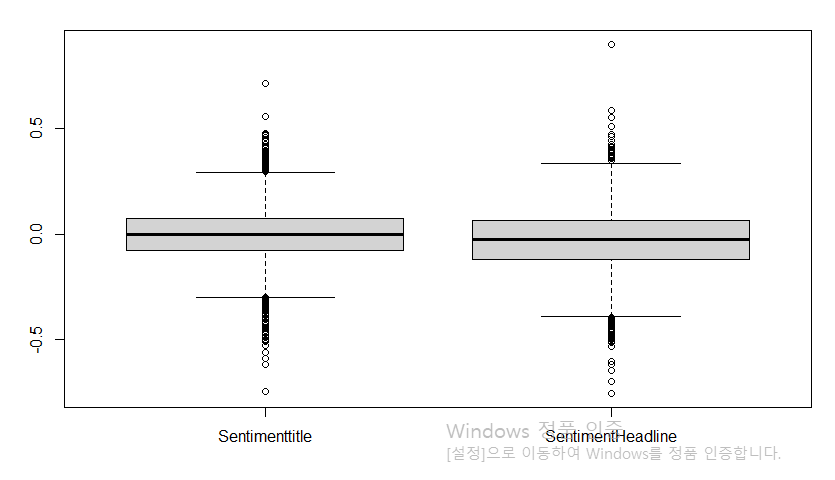 0.5
0.0
-0.5
Sentimenttitle
SentimentHeadline
Windows 정품 인증
[설정]으로 이동하여 Windows를 정품 인증합니다.